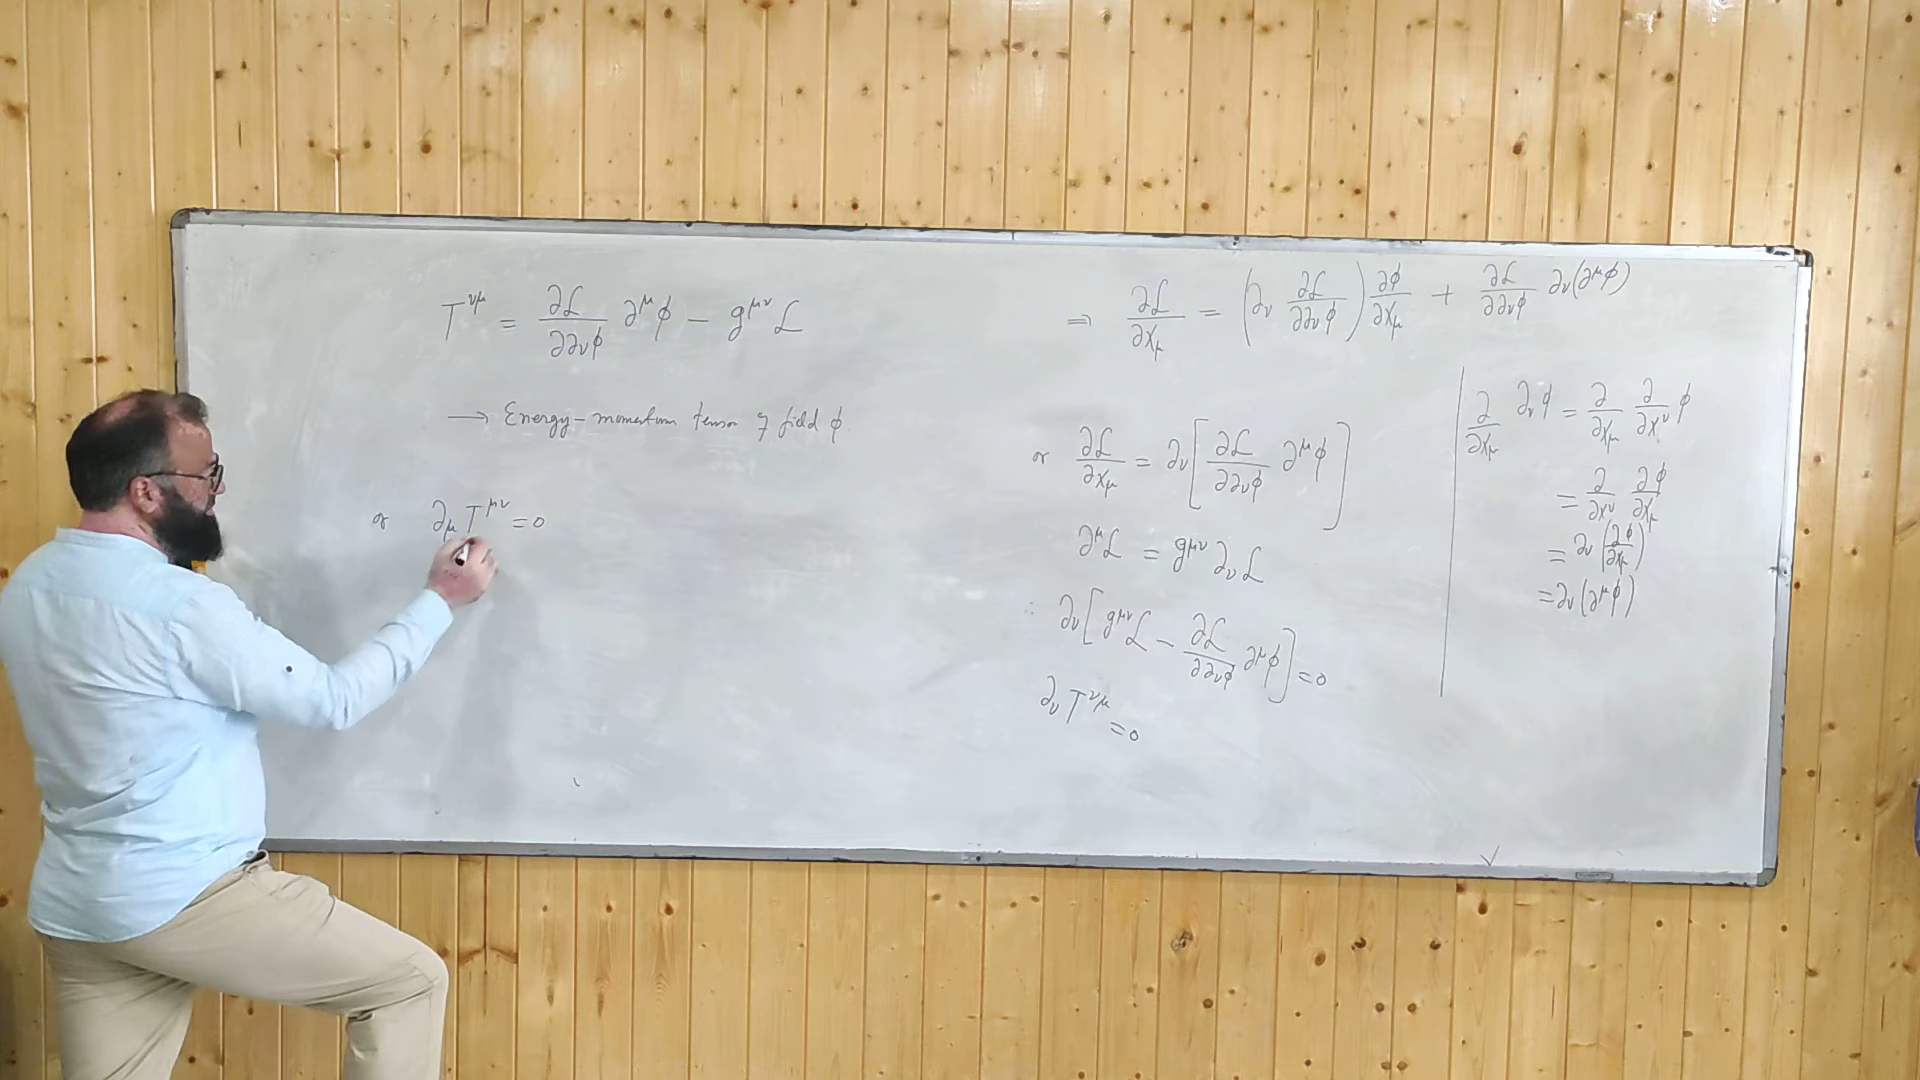 T^{νμ} = ∂ℒ/∂∂_νϕ ∂^μϕ − g^{μν} ℒ
→ Energy-momentum tensor of field ϕ.
or ∂_μ T^{μν} = 0
⇒ ∂ℒ/∂x_μ = (∂_ν ∂ℒ/∂∂_νϕ) ∂ϕ/∂x_μ + ∂ℒ/∂∂_νϕ ∂_ν(∂^μϕ)
or ∂ℒ/∂x_μ = ∂_ν [∂ℒ/∂∂_νϕ ∂^μϕ]
∂^μℒ = g^{μν} ∂_νℒ
∴ ∂_ν [g^{μν}ℒ − ∂ℒ/∂∂_νϕ ∂^μϕ] = 0
∂_ν T^{νμ} = 0
∂/∂x_μ ∂_νϕ = ∂/∂x_μ ∂/∂x^ν ϕ
= ∂/∂x^ν ∂ϕ/∂x_μ
= ∂_ν (∂ϕ/∂x_μ)
= ∂_ν (∂^μϕ)